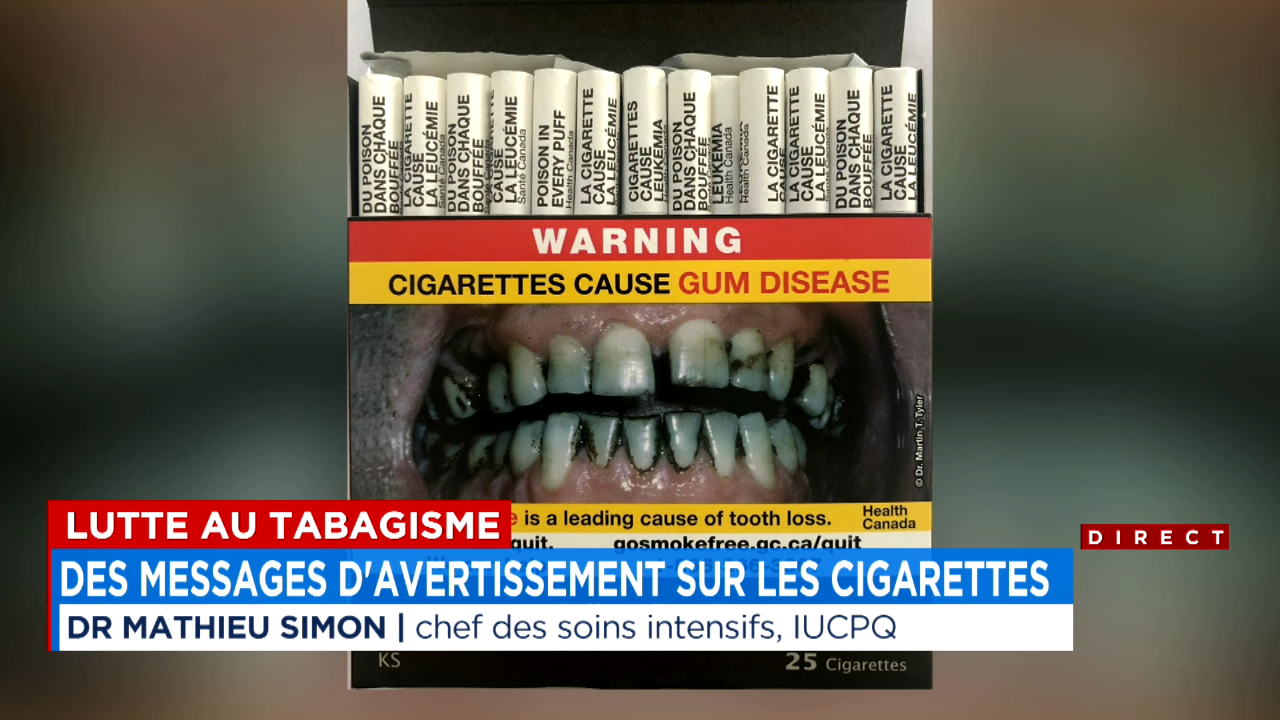 DU POISON
DANS CHAQUE
BOUFFÉE
LA CIGARETTE
CAUSE
LA LEUCÉMIE
Santé Canada
DU POISON
DANS CHAQUE
BOUFFÉE
CAUSE
LA LEUCÉMIE
Santé Canada
POISON IN
EVERY PUFF
Health Canada
LA CIGARETTE
CAUSE
LA LEUCÉMIE
CIGARETTES
CAUSE
LEUKEMIA
DU POISON
DANS CHAQUE
BOUFFÉE
LEUKEMIA
Health Canada
Health Canada
LA CIGARETTE
CAUSE
LA CIGARETTE
CAUSE
LA LEUCÉMIE
DU POISON
DANS CHAQUE
BOUFFÉE
LA CIGARETTE
CAUSE
LA LEUCÉMIE
WARNING
CIGARETTES CAUSE GUM DISEASE
© Dr. Martin T. Tyler
is a leading cause of tooth loss.
Health
Canada
quit.
gosmokefree.gc.ca/quit
LUTTE AU TABAGISME
DIRECT
DES MESSAGES D'AVERTISSEMENT SUR LES CIGARETTES
DR MATHIEU SIMON | chef des soins intensifs, IUCPQ
KS
25 Cigarettes